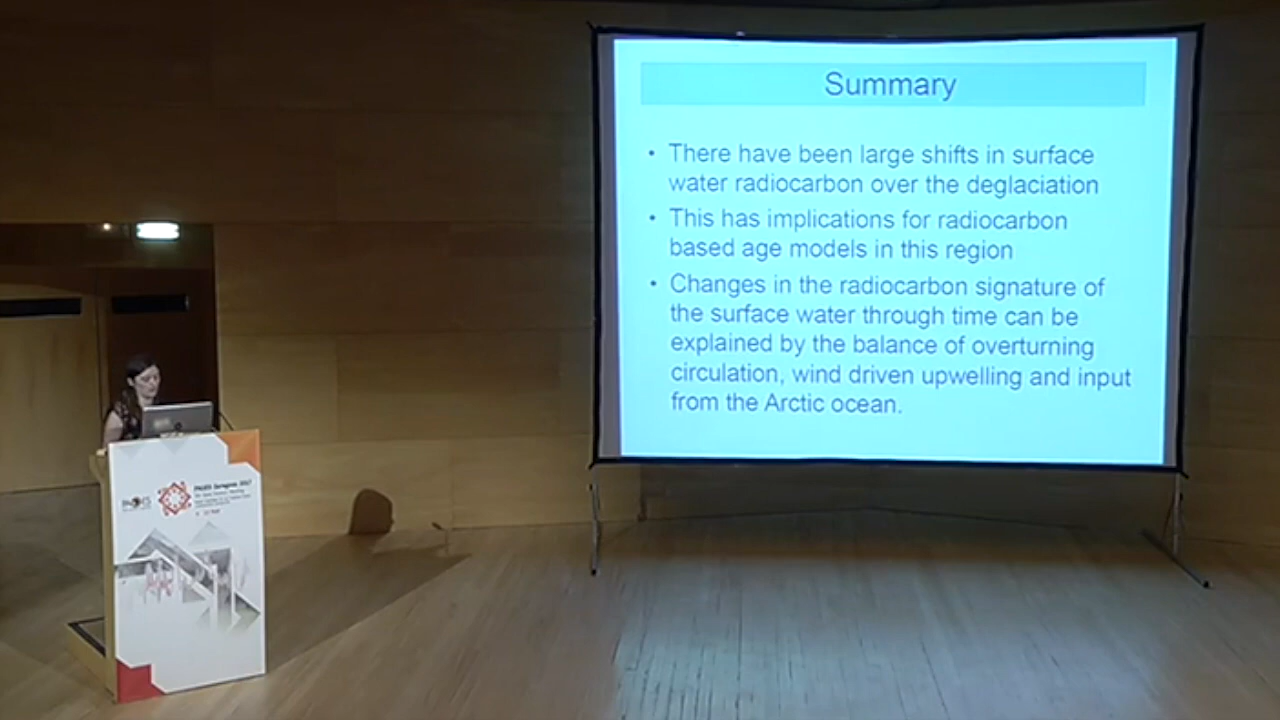 Summary
• There have been large shifts in surface
water radiocarbon over the deglaciation
• This has implications for radiocarbon
based age models in this region
• Changes in the radiocarbon signature of
the surface water through time can be
explained by the balance of overturning
circulation, wind driven upwelling and input
from the Arctic ocean.
PAGES
PAGES Zaragoza 2017